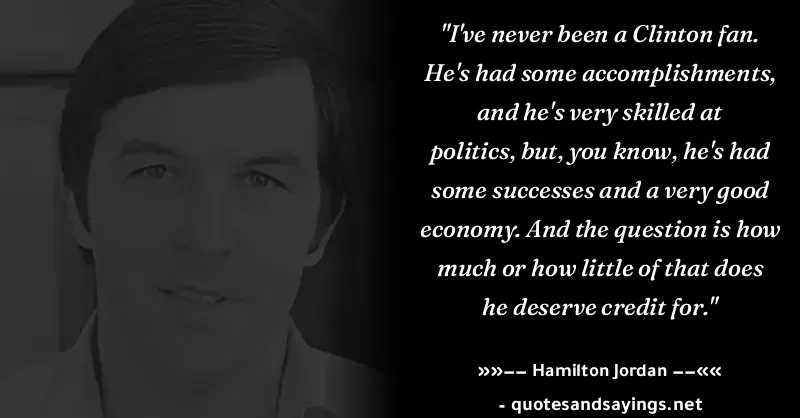 "I've never been a Clinton fan.
He's had some accomplishments,
and he's very skilled at
politics, but, you know, he's had
some successes and a very good
economy. And the question is how
much or how little of that does
he deserve credit for."
»»−− Hamilton Jordan −−««
- quotesandsayings.net